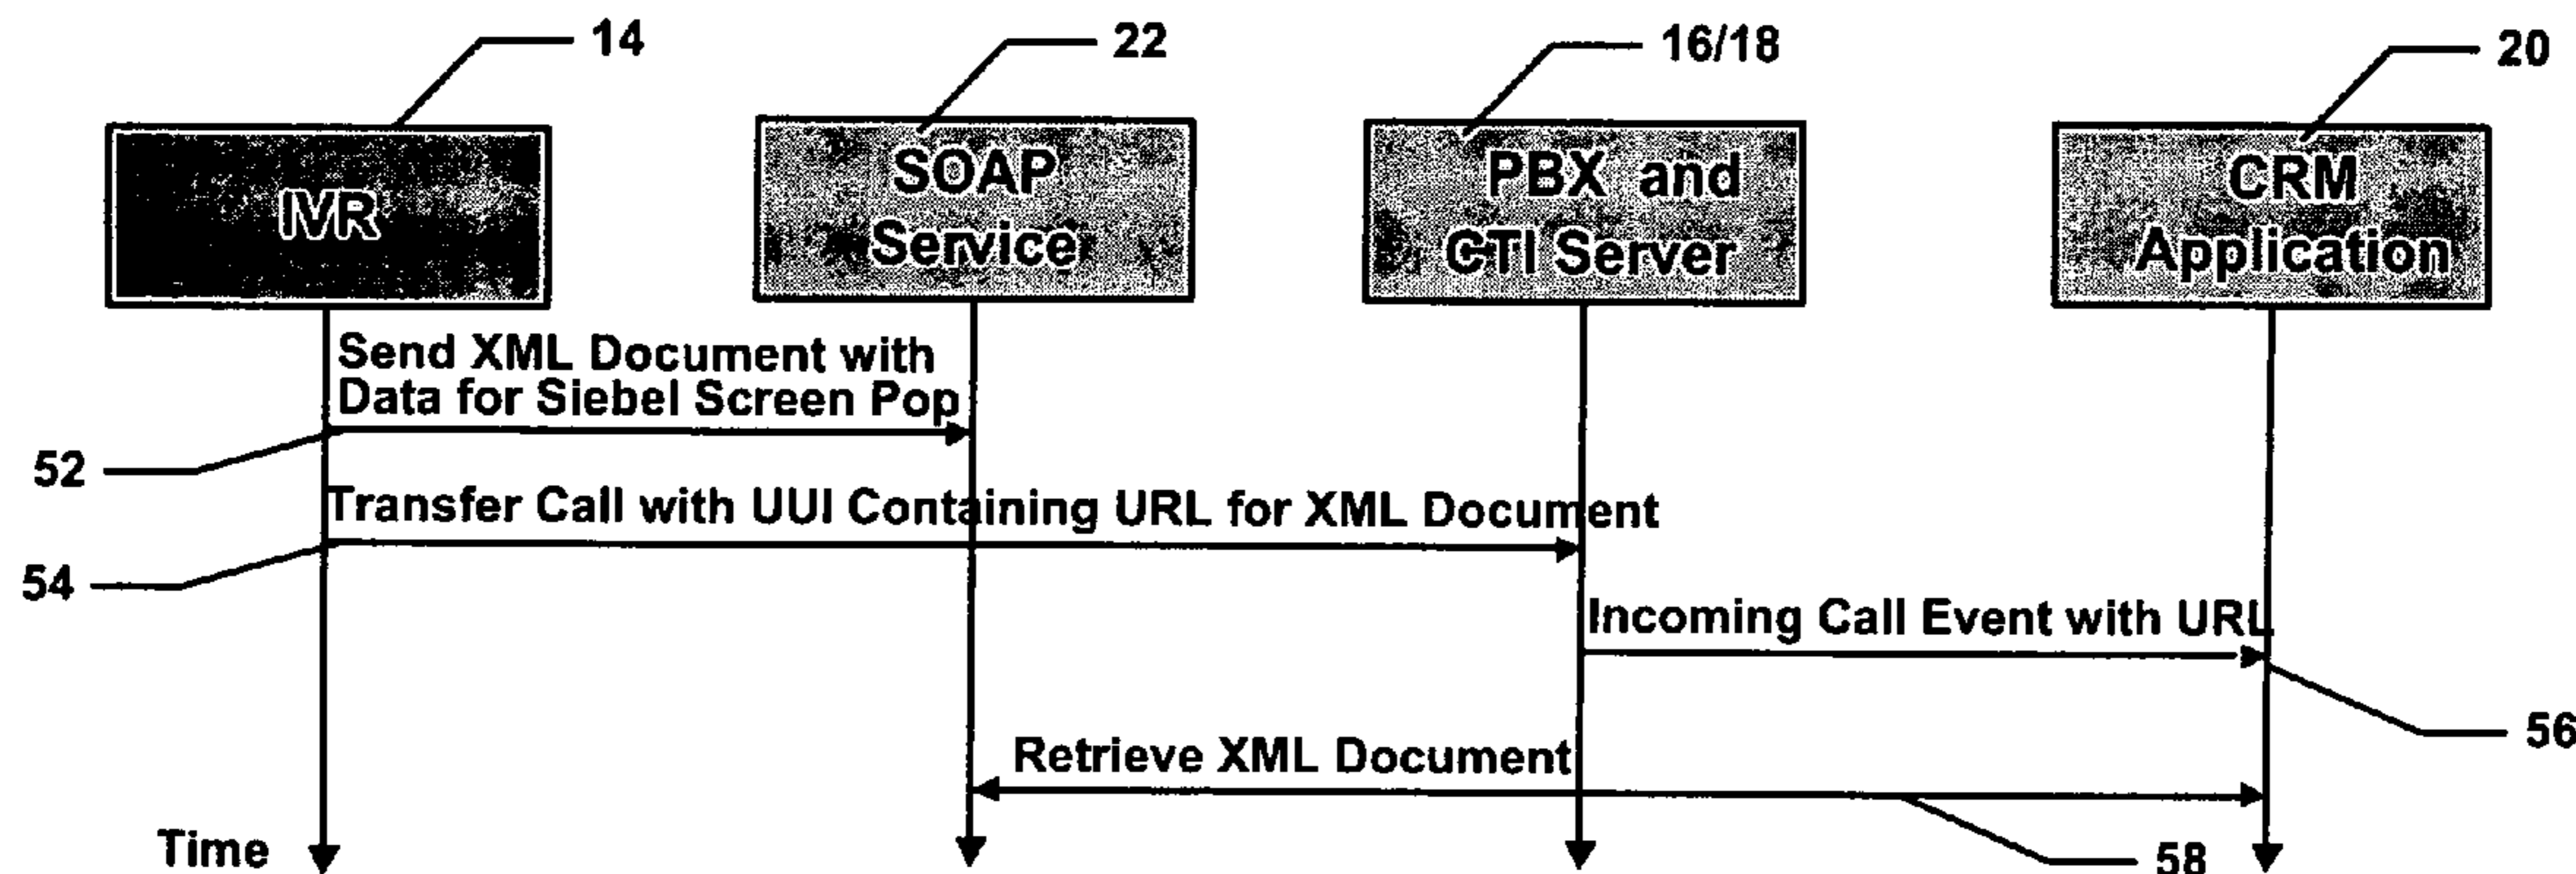 14
22
16/18
20
IVR
SOAP
Service
PBX and
CTI Server
CRM
Application
Send XML Document with
Data for Siebel Screen Pop
52
Transfer Call with UUI Containing URL for XML Document
54
Incoming Call Event with URL
56
Retrieve XML Document
Time
58